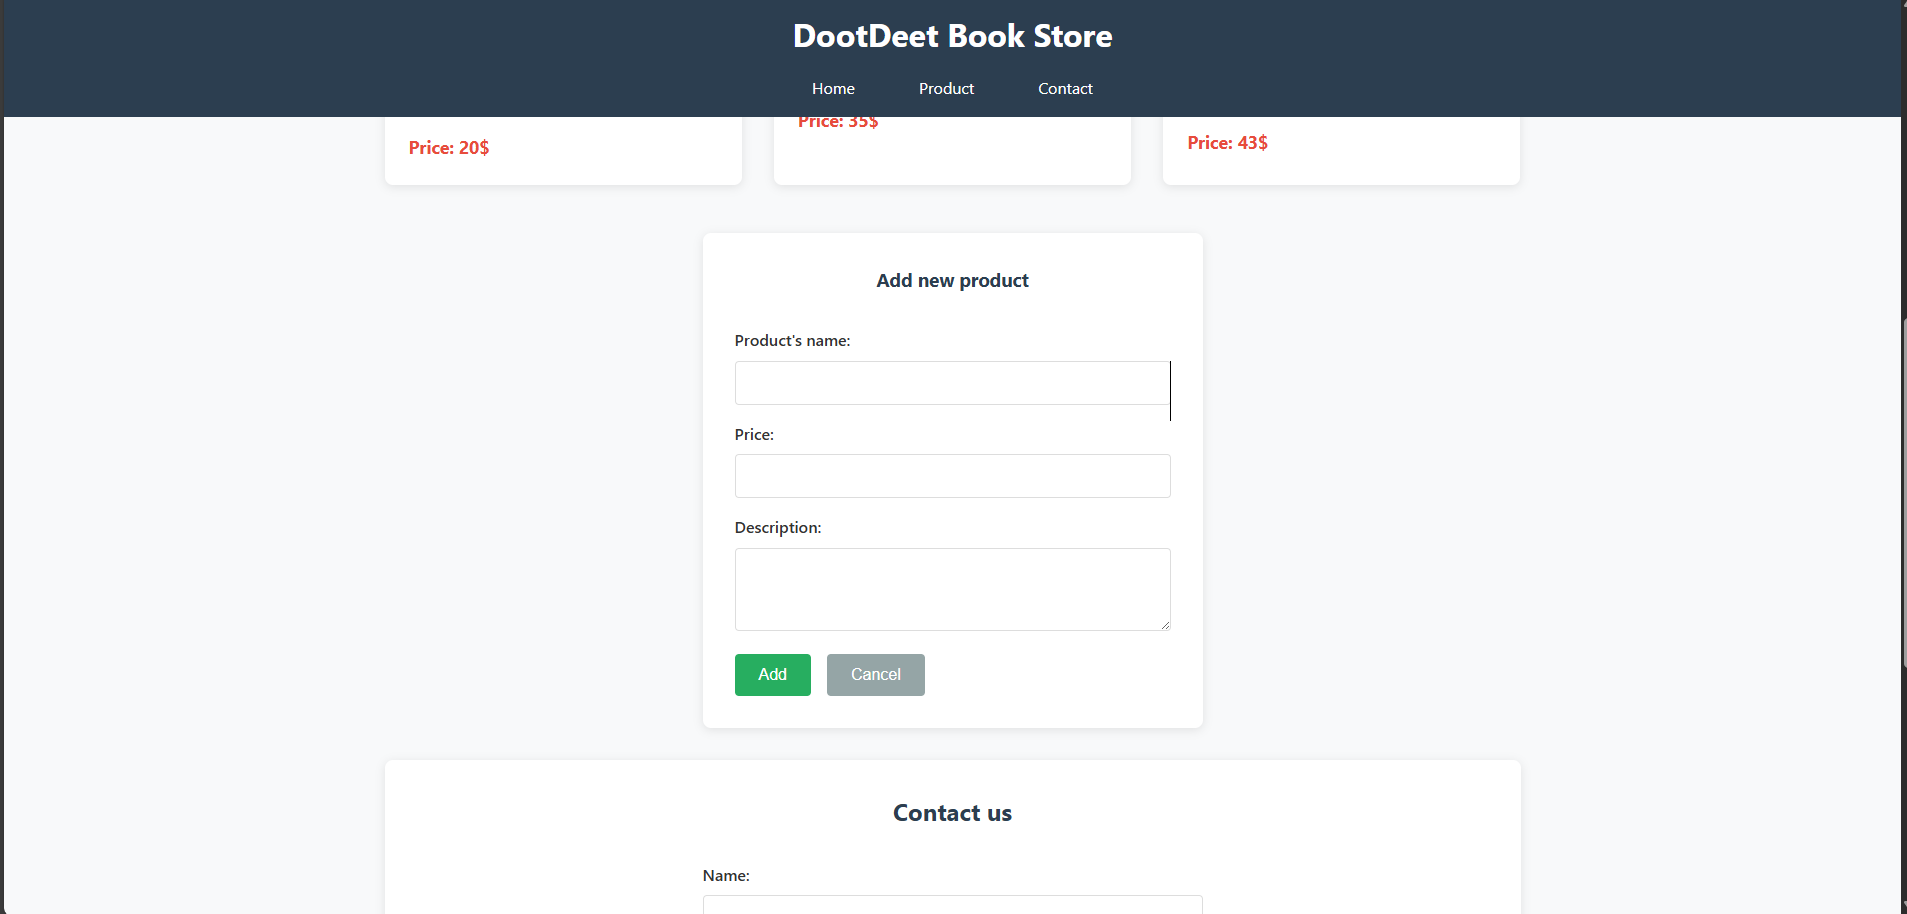 DootDeet Book Store
Home Product Contact
Price: 20$ Price: 35$ Price: 43$
Add new product
Product's name:
Price:
Description:
Add Cancel
Contact us
Name: